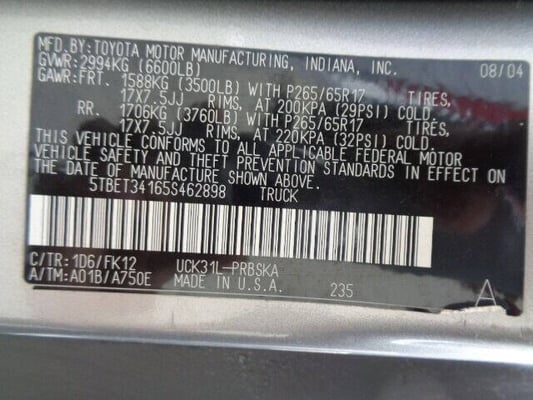 MFD.BY: TOYOTA MOTOR MANUFACTURING, INDIANA, INC. 08/04
GVWR: 2994KG (6600LB)
GAWR: FRT. 1588KG (3500LB) WITH P265/65R17 TIRES,
17X7.5JJ RIMS, AT 200KPA (29PSI) COLD.
RR. 1706KG (3760LB) WITH P265/65R17 TIRES,
17X7.5JJ RIMS, AT 220KPA (32PSI) COLD.
THIS VEHICLE CONFORMS TO ALL APPLICABLE FEDERAL MOTOR
VEHICLE SAFETY AND THEFT PREVENTION STANDARDS IN EFFECT ON
THE DATE OF MANUFACTURE SHOWN ABOVE.
5TBET34165S462898 TRUCK
C/TR: 1D6/FK12 UCK31L-PRBSKA
A/TM: A01B/A750E MADE IN U.S.A. 235 A